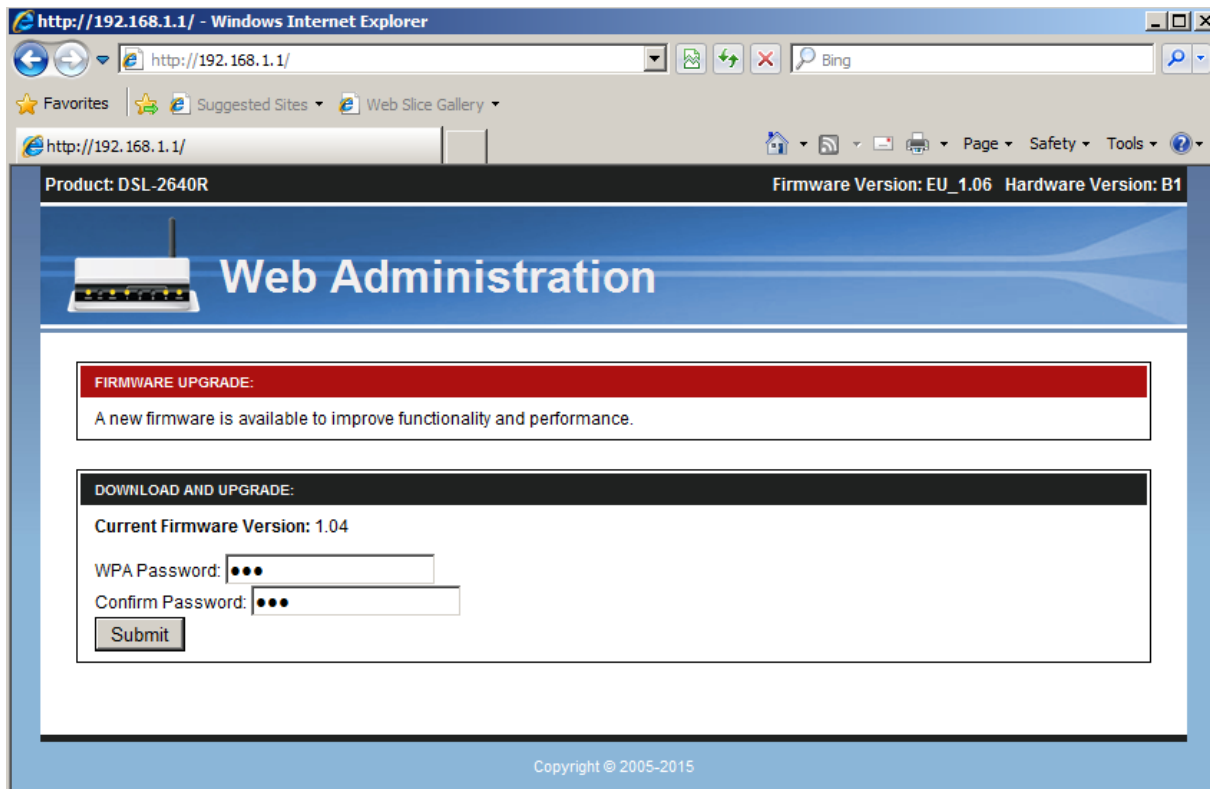 http://192.168.1.1/ - Windows Internet Explorer
http://192.168.1.1/
Bing
Favorites
Suggested Sites
Web Slice Gallery
http://192.168.1.1/
Page
Safety
Tools
Product: DSL-2640R
Firmware Version: EU_1.06 Hardware Version: B1
Web Administration
FIRMWARE UPGRADE:
A new firmware is available to improve functionality and performance.
DOWNLOAD AND UPGRADE:
Current Firmware Version: 1.04
WPA Password: ●●●
Confirm Password: ●●●
Submit
Copyright © 2005-2015